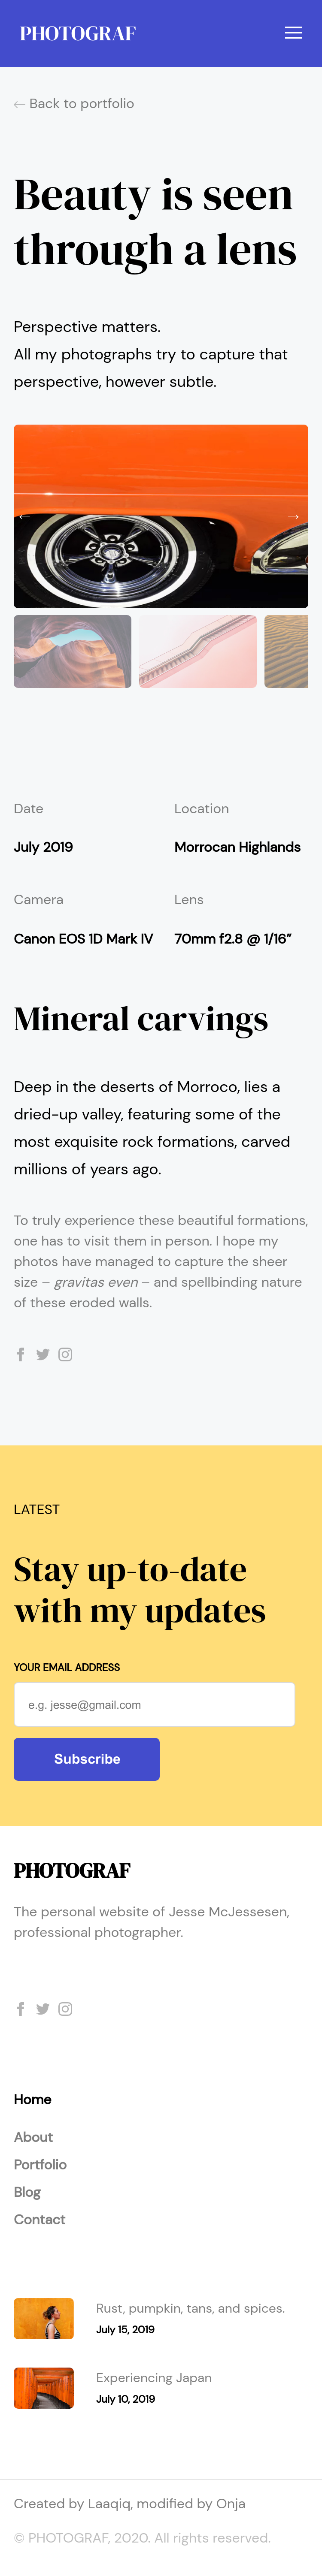 PHOTOGRAF
← Back to portfolio
Beauty is seen
through a lens
Perspective matters.
All my photographs try to capture that
perspective, however subtle.
← →
Date Location
July 2019 Morrocan Highlands
Camera Lens
Canon EOS 1D Mark IV 70mm f2.8 @ 1/16”
Mineral carvings
Deep in the deserts of Morroco, lies a
dried-up valley, featuring some of the
most exquisite rock formations, carved
millions of years ago.
To truly experience these beautiful formations,
one has to visit them in person. I hope my
photos have managed to capture the sheer
size – gravitas even – and spellbinding nature
of these eroded walls.
LATEST
Stay up-to-date
with my updates
YOUR EMAIL ADDRESS
e.g. jesse@gmail.com
Subscribe
PHOTOGRAF
The personal website of Jesse McJessesen,
professional photographer.
Home
About
Portfolio
Blog
Contact
Rust, pumpkin, tans, and spices.
July 15, 2019
Experiencing Japan
July 10, 2019
Created by Laaqiq, modified by Onja
© PHOTOGRAF, 2020. All rights reserved.